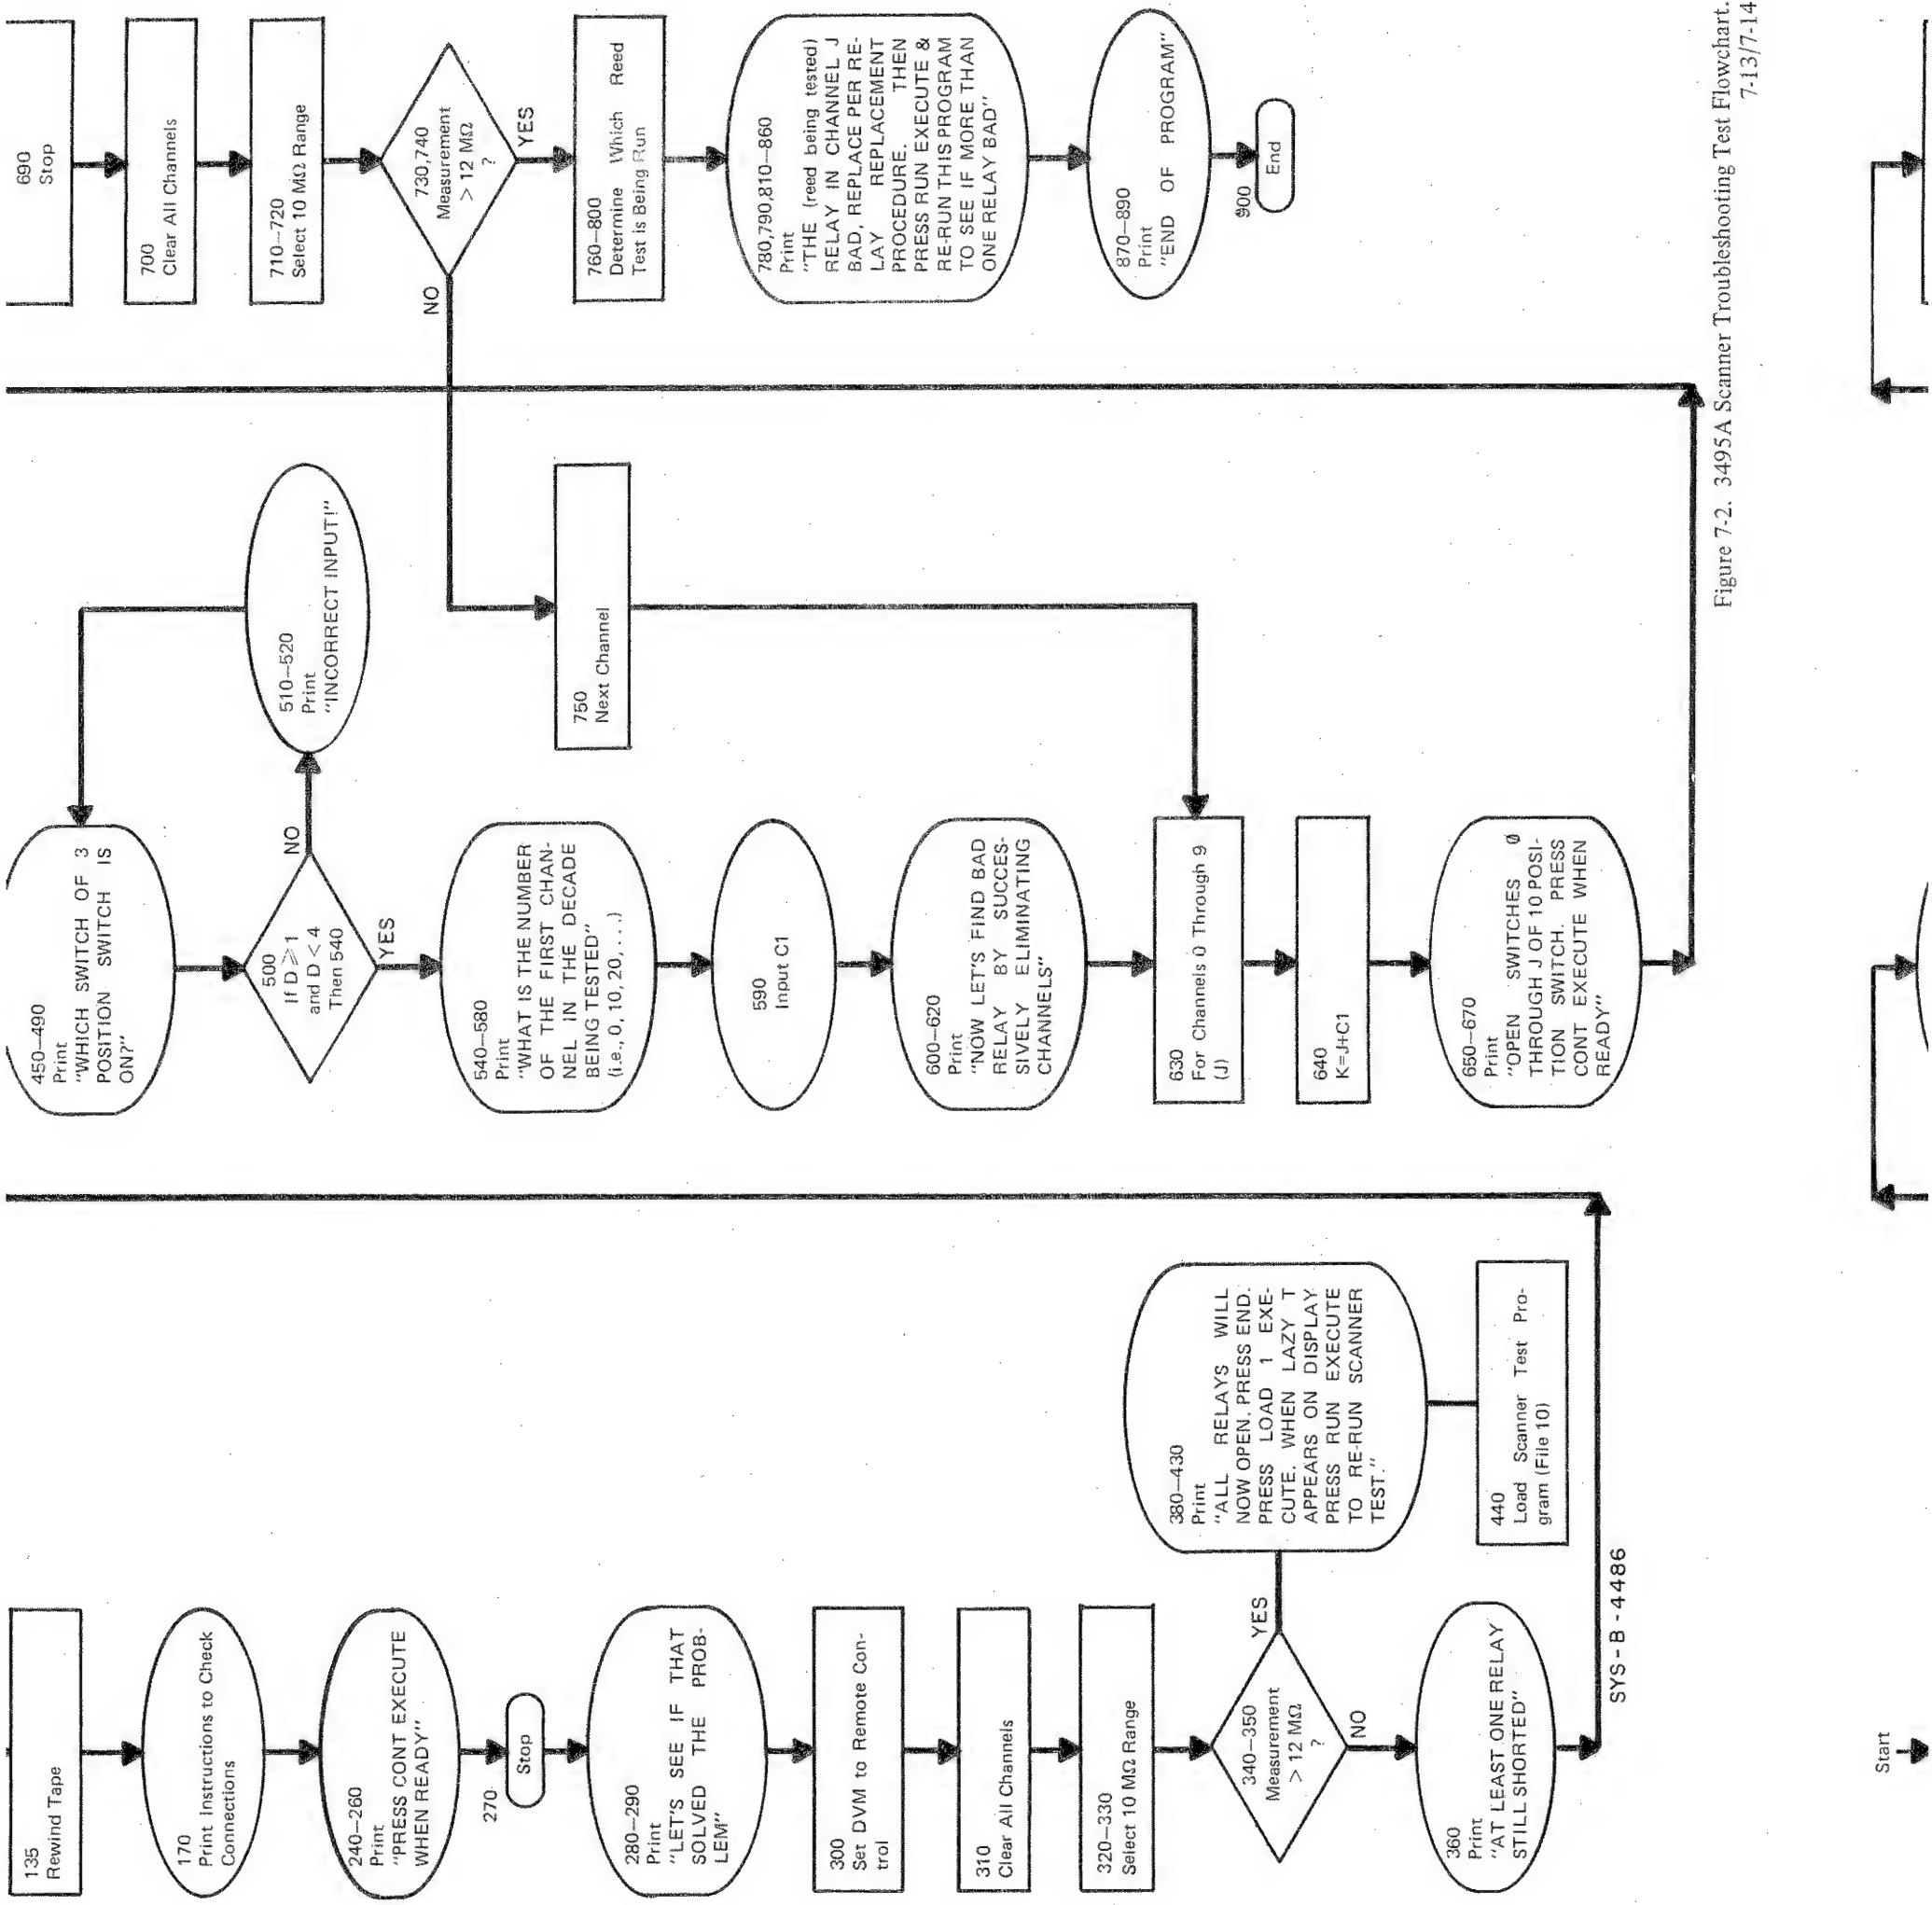 135
Rewind Tape
170
Print Instructions to Check
Connections
240–260
Print
"PRESS CONT EXECUTE
WHEN READY"
270
Stop
280–290
Print
"LET'S SEE IF THAT
SOLVED THE PROB-
LEM"
300
Set DVM to Remote Con-
trol
310
Clear All Channels
320–330
Select 10 MΩ Range
340–350
Measurement
> 12 MΩ
?
YES
NO
360
Print
"AT LEAST ONE RELAY
STILL SHORTED"
380–430
Print
"ALL RELAYS WILL
NOW OPEN. PRESS END.
PRESS LOAD 1 EXE-
CUTE. WHEN LAZY T
APPEARS ON DISPLAY
PRESS RUN EXECUTE
TO RE-RUN SCANNER
TEST."
440
Load Scanner Test Pro-
gram (File 10)
SYS-B-4486
450–490
Print
"WHICH SWITCH OF 3
POSITION SWITCH IS
ON?"
500
If D ⩾ 1
and D < 4
Then 540
NO
YES
510–520
Print
"INCORRECT INPUT!"
540–580
Print
"WHAT IS THE NUMBER
OF THE FIRST CHAN-
NEL IN THE DECADE
BEING TESTED"
(i.e., 0, 10, 20, . . .)
590
Input C1
600–620
Print
"NOW LET'S FIND BAD
RELAY BY SUCCES-
SIVELY ELIMINATING
CHANNELS"
630
For Channels 0 Through 9
(J)
640
K=J+C1
650–670
Print
"OPEN SWITCHES Ø
THROUGH J OF 10 POSI-
TION SWITCH. PRESS
CONT EXECUTE WHEN
READY"
690
Stop
700
Clear All Channels
710–720
Select 10 MΩ Range
730,740
Measurement
> 12 MΩ
?
NO
YES
750
Next Channel
760–800
Determine Which Reed
Test is Being Run
780,790,810–860
Print
"THE (reed being tested)
RELAY IN CHANNEL J
BAD, REPLACE PER RE-
LAY REPLACEMENT
PROCEDURE. THEN
PRESS RUN EXECUTE &
RE-RUN THIS PROGRAM
TO SEE IF MORE THAN
ONE RELAY BAD"
870–890
Print
"END OF PROGRAM"
900
End
Figure 7-2. 3495A Scanner Troubleshooting Test Flowchart.
7-13/7-14
Start